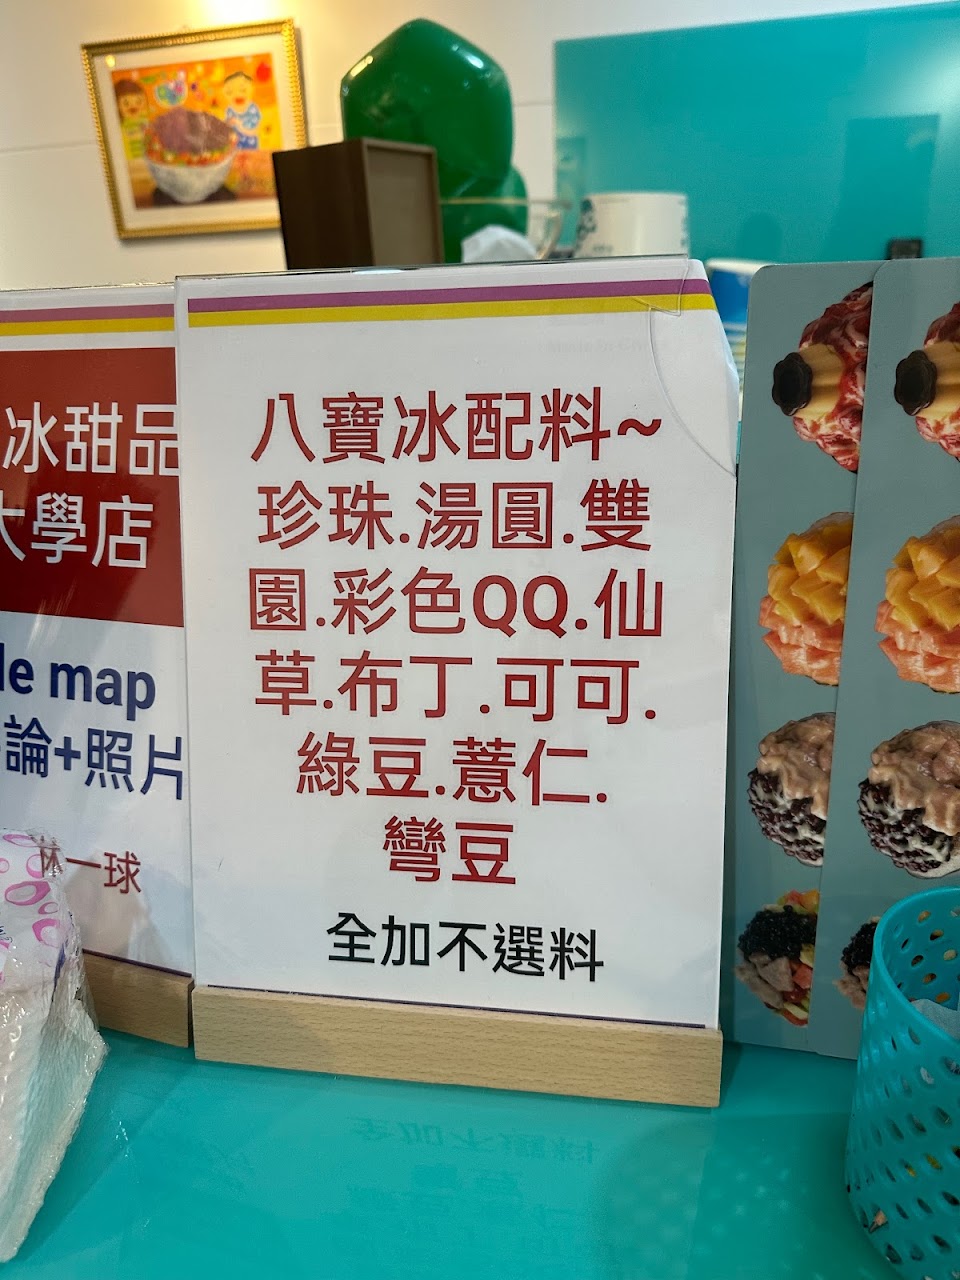 冰甜品
大學店
le map
論+照片
一球
八寶冰配料~
珍珠.湯圓.雙
園.彩色QQ.仙
草.布丁.可可.
綠豆.薏仁.
彎豆
全加不選料